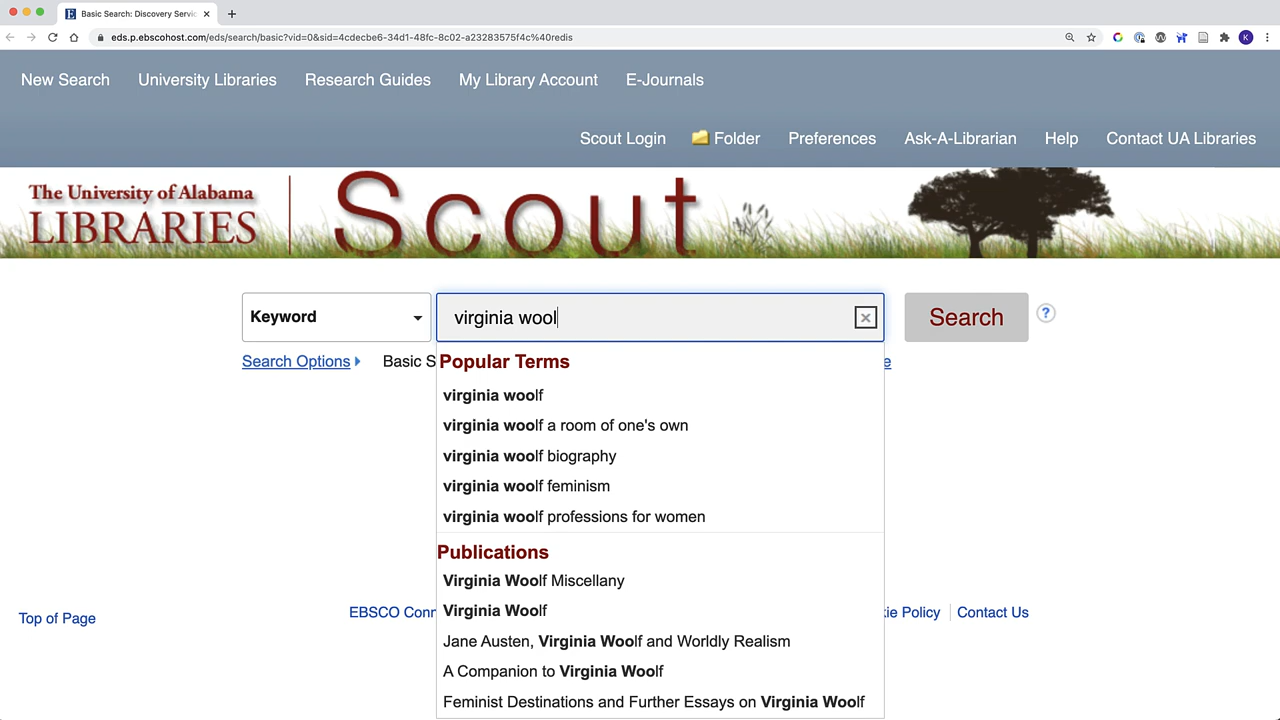 Basic Search: Discovery Servic
eds.p.ebscohost.com/eds/search/basic?vid=0&sid=4cdecbe6-34d1-48fc-8c02-a23283575f4c%40redis
K
New Search University Libraries Research Guides My Library Account E-Journals
Scout Login Folder Preferences Ask-A-Librarian Help Contact UA Libraries
The University of Alabama
LIBRARIES
Scout
Keyword virginia wool Search ?
Search Options Basic S e
Popular Terms
virginia woolf
virginia woolf a room of one's own
virginia woolf biography
virginia woolf feminism
virginia woolf professions for women
Publications
Virginia Woolf Miscellany
Virginia Woolf
Jane Austen, Virginia Woolf and Worldly Realism
A Companion to Virginia Woolf
Feminist Destinations and Further Essays on Virginia Woolf
Top of Page EBSCO Conn kie Policy Contact Us